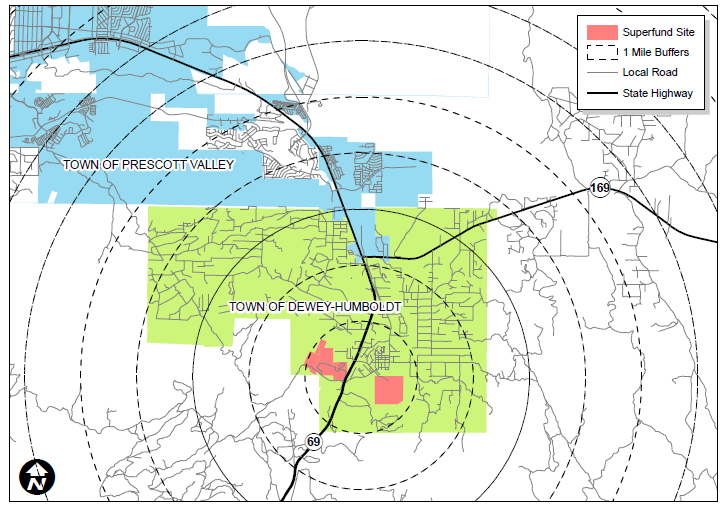 Superfund Site
1 Mile Buffers
Local Road
State Highway
TOWN OF PRESCOTT VALLEY
169
TOWN OF DEWEY-HUMBOLDT
69
N